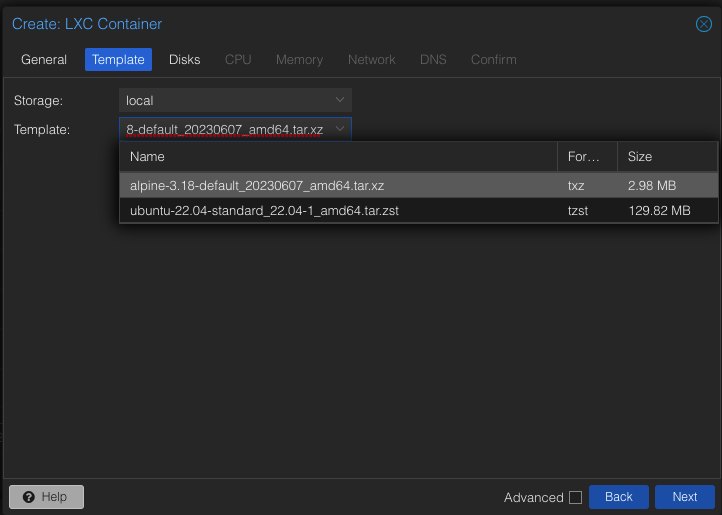 Create: LXC Container
General Template Disks CPU Memory Network DNS Confirm
Storage: local
Template: 8-default_20230607_amd64.tar.xz
Name For… Size
alpine-3.18-default_20230607_amd64.tar.xz txz 2.98 MB
ubuntu-22.04-standard_22.04-1_amd64.tar.zst tzst 129.82 MB
? Help Advanced Back Next